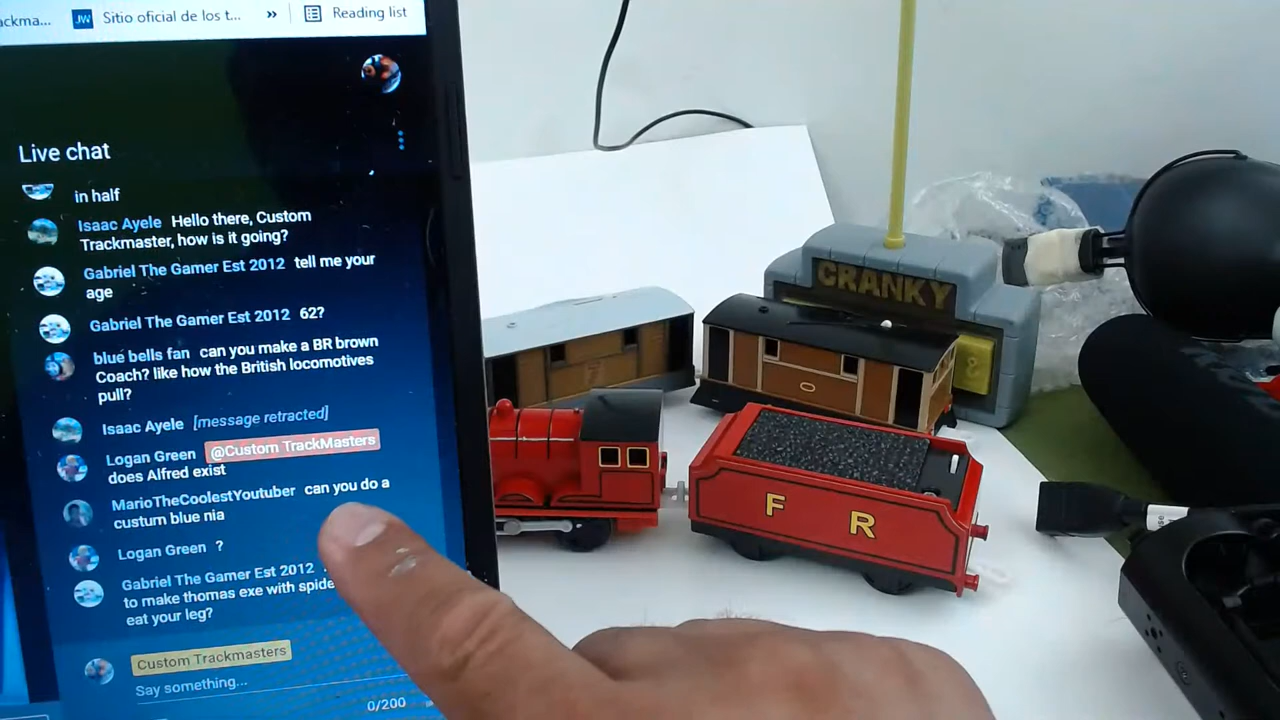 ackma...
JW Sitio oficial de los t...
»
Reading list
Live chat
in half
Isaac Ayele Hello there, Custom
Trackmaster, how is it going?
Gabriel The Gamer Est 2012 tell me your
age
Gabriel The Gamer Est 2012 62?
blue bells fan can you make a BR brown
Coach? like how the British locomotives
pull?
Isaac Ayele [message retracted]
Logan Green @Custom TrackMasters
does Alfred exist
MarioTheCoolestYoutuber can you do a
custum blue nia
Logan Green ?
Gabriel The Gamer Est 2012
to make thomas exe with spide
eat your leg?
Custom Trackmasters
Say something...
0/200
CRANKY
F R